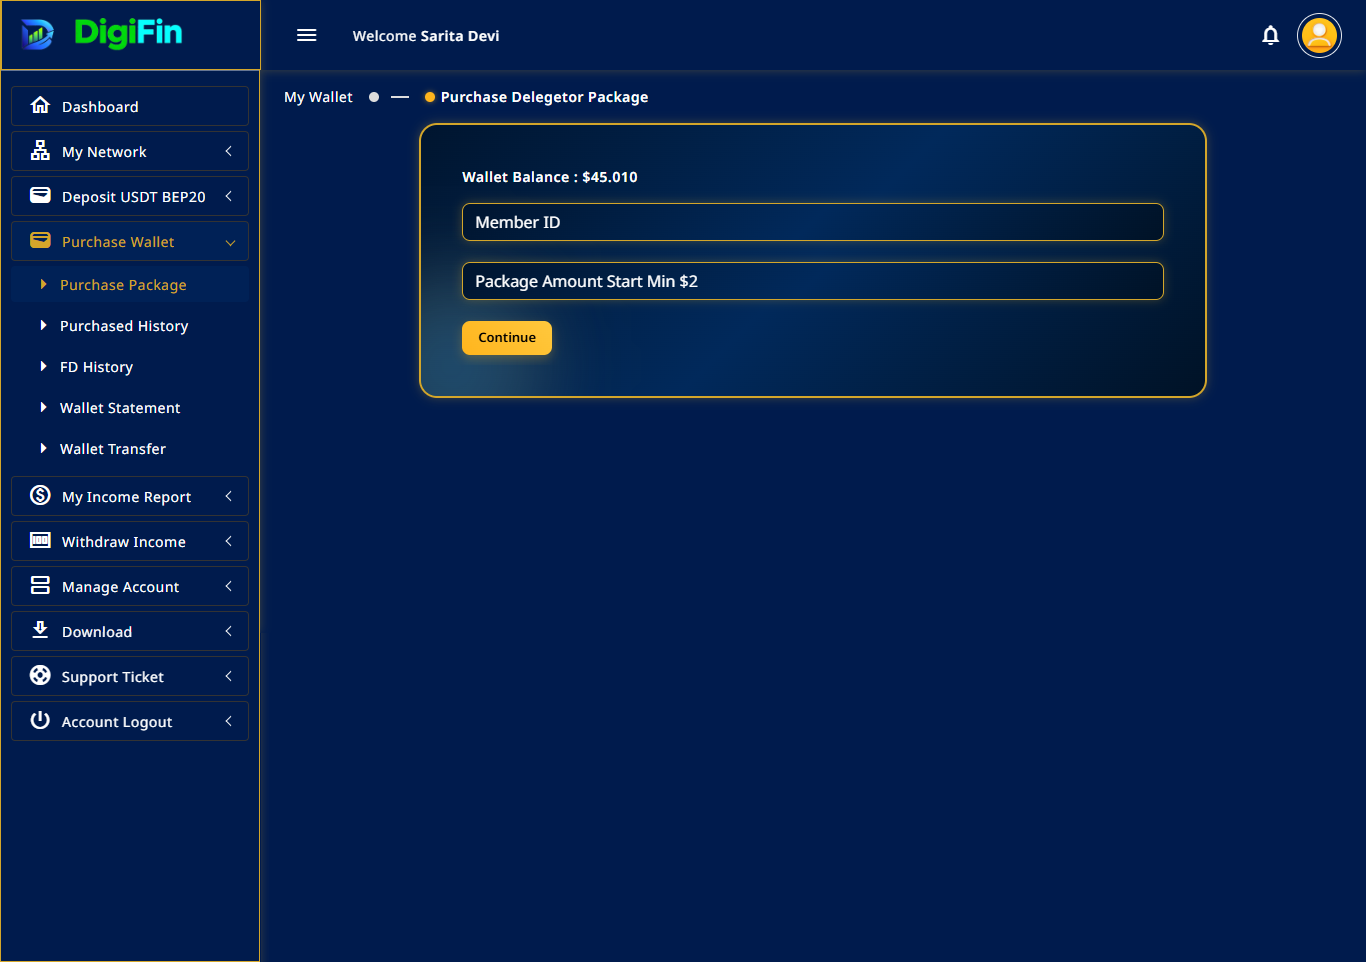 DigiFin
Welcome Sarita Devi
My Wallet
Purchase Delegetor Package
Dashboard
My Network
Deposit USDT BEP20
Purchase Wallet
Purchase Package
Purchased History
FD History
Wallet Statement
Wallet Transfer
My Income Report
Withdraw Income
Manage Account
Download
Support Ticket
Account Logout
Wallet Balance : $45.010
Member ID
Package Amount Start Min $2
Continue